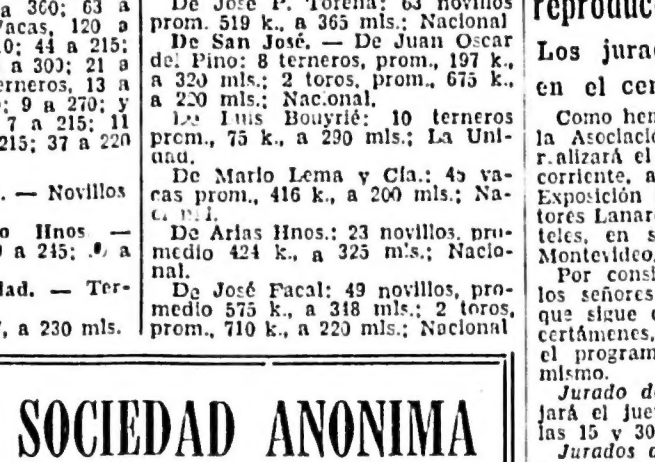 a 360; 63 a
Vacas, 120 a
10; 44 a 215;
a 300; 21 a
terneros, 13 a
; 9 a 270; y
7 a 215; 11
215; 37 a 220
. — Novillos
o Hnos. —
a 245; a
dad. — Ter-
, a 230 mls.
De José P. Torena: 63 novillos
prom. 519 k., a 365 mls.; Nacional
De San José. — De Juan Oscar
del Pino: 8 terneros, prom., 197 k.,
a 320 mls.; 2 toros, prom., 675 k.,
a 220 mls.; Nacional.
De Luis Bouyrié: 10 terneros
prom., 75 k., a 290 mls.; La Uni-
dad.
De Mario Lema y Cía.: 45 va-
cas prom., 416 k., a 200 mls.; Na-
De Arias Hnos.: 23 novillos, pro-
medio 424 k., a 325 mls.; Nacio-
nal.
De José Facal: 49 novillos, pro-
medio 575 k., a 318 mls.; 2 toros,
prom., 710 k., a 220 mls.; Nacional
SOCIEDAD ANONIMA
reproduc
Los jura
en el cer
Como hem
la Asociació
realizará el
corriente, a
Exposición
tores Lanar
teles, en s
Montevideo,
Por consi
los señores
que sigue
certámenes,
el program
mismo.
Jurado de
jará el jue
las 15 y 30
Jurados